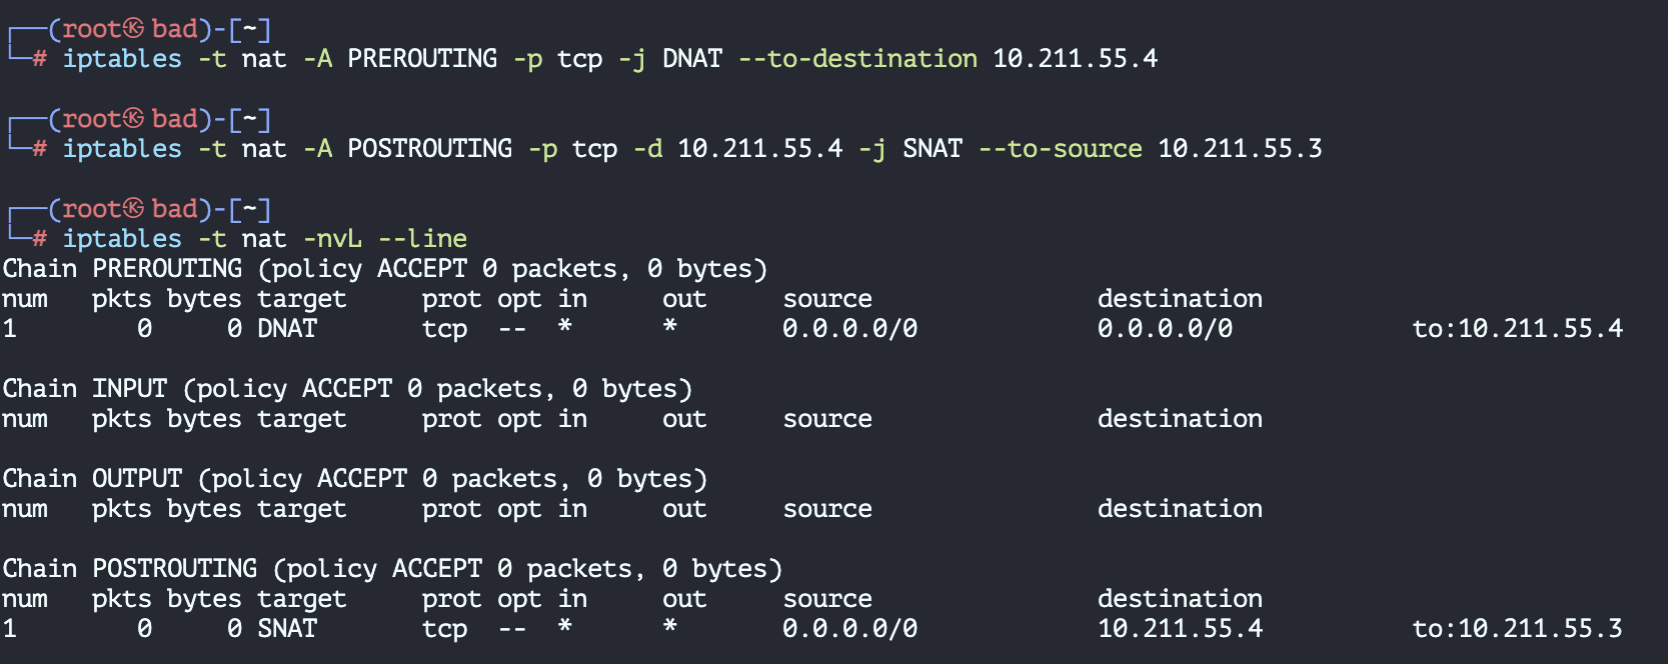 ┌──(root㉿bad)-[~]
└─# iptables -t nat -A PREROUTING -p tcp -j DNAT --to-destination 10.211.55.4
┌──(root㉿bad)-[~]
└─# iptables -t nat -A POSTROUTING -p tcp -d 10.211.55.4 -j SNAT --to-source 10.211.55.3
┌──(root㉿bad)-[~]
└─# iptables -t nat -nvL --line
Chain PREROUTING (policy ACCEPT 0 packets, 0 bytes)
num   pkts bytes target     prot opt in     out     source               destination
1        0     0 DNAT       tcp  --  *      *       0.0.0.0/0            0.0.0.0/0            to:10.211.55.4
Chain INPUT (policy ACCEPT 0 packets, 0 bytes)
num   pkts bytes target     prot opt in     out     source               destination
Chain OUTPUT (policy ACCEPT 0 packets, 0 bytes)
num   pkts bytes target     prot opt in     out     source               destination
Chain POSTROUTING (policy ACCEPT 0 packets, 0 bytes)
num   pkts bytes target     prot opt in     out     source               destination
1        0     0 SNAT       tcp  --  *      *       0.0.0.0/0            10.211.55.4          to:10.211.55.3